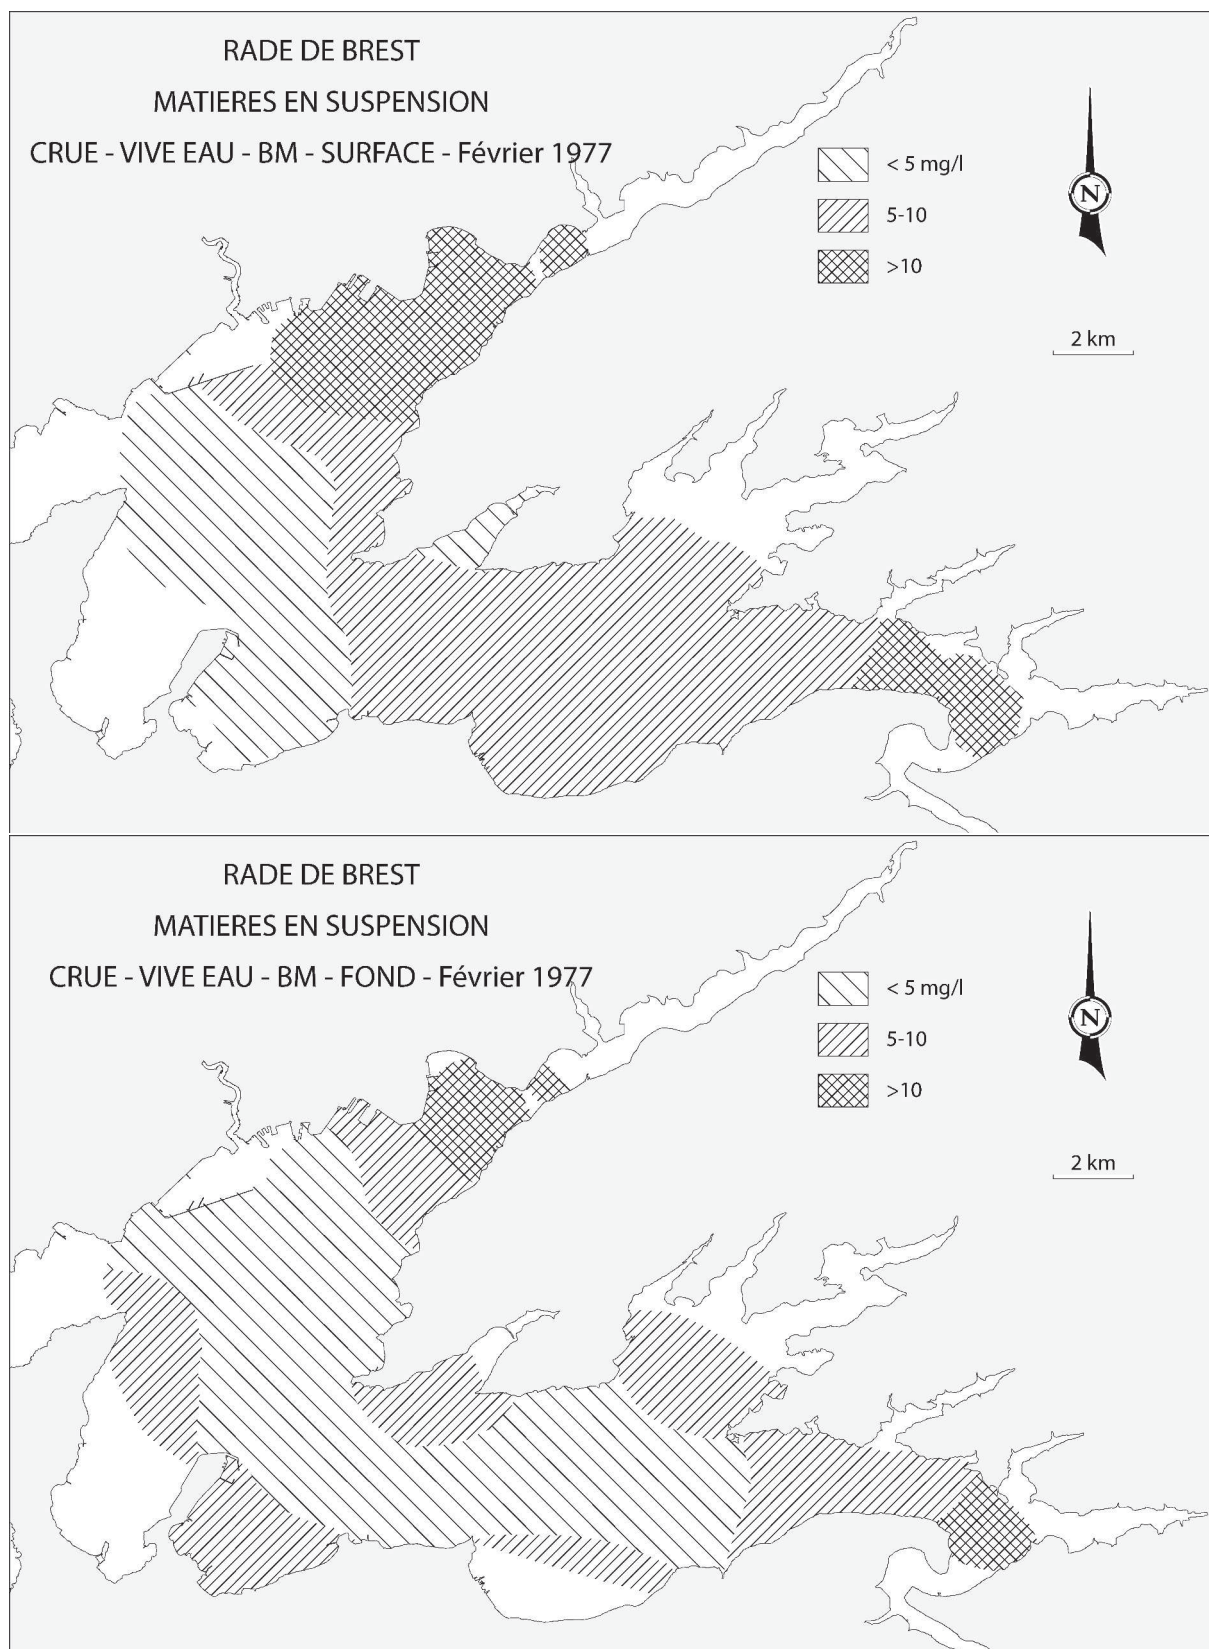 RADE DE BREST
MATIERES EN SUSPENSION
CRUE - VIVE EAU - BM - SURFACE - Février 1977
< 5 mg/l
5-10
>10
N
2 km
RADE DE BREST
MATIERES EN SUSPENSION
CRUE - VIVE EAU - BM - FOND - Février 1977
< 5 mg/l
5-10
>10
N
2 km